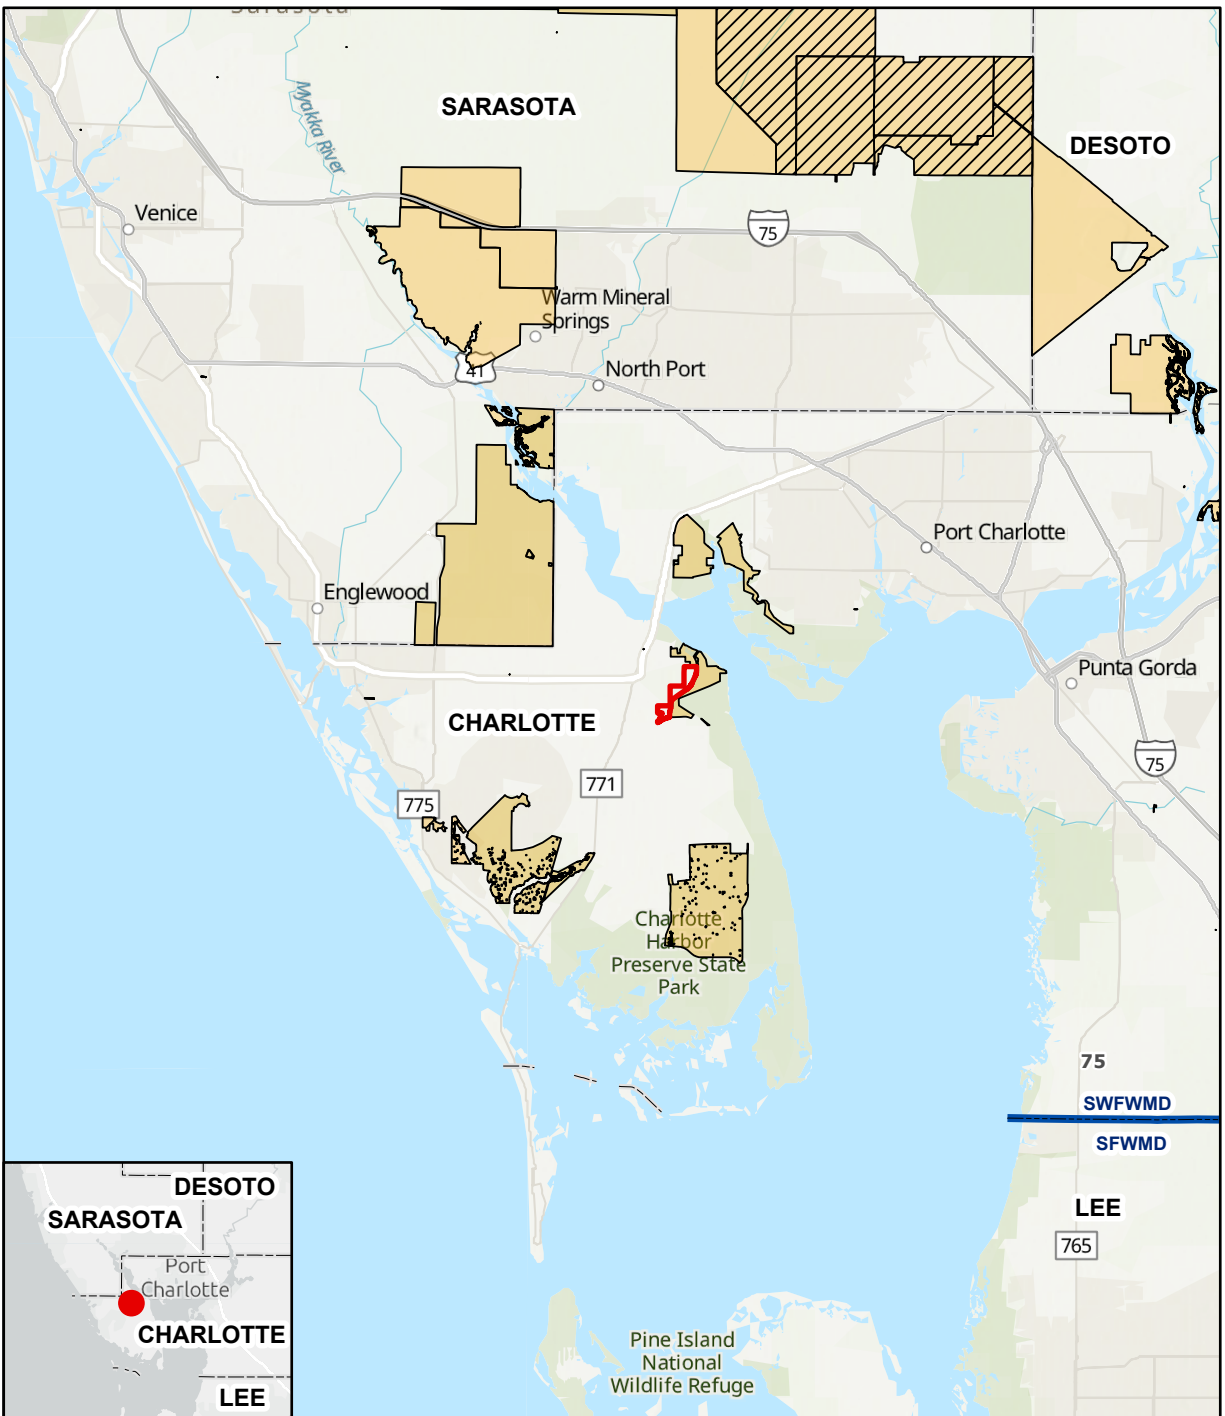 Sarasota
SARASOTA
DESOTO
Myakka River
Venice
75
Warm Mineral
Springs
41
North Port
Port Charlotte
Englewood
Punta Gorda
CHARLOTTE
75
771
775
Charlotte
Harbor
Preserve State
Park
75
SWFWMD
SFWMD
LEE
765
DESOTO
SARASOTA
Port
Charlotte
CHARLOTTE
LEE
Pine Island
National
Wildlife Refuge